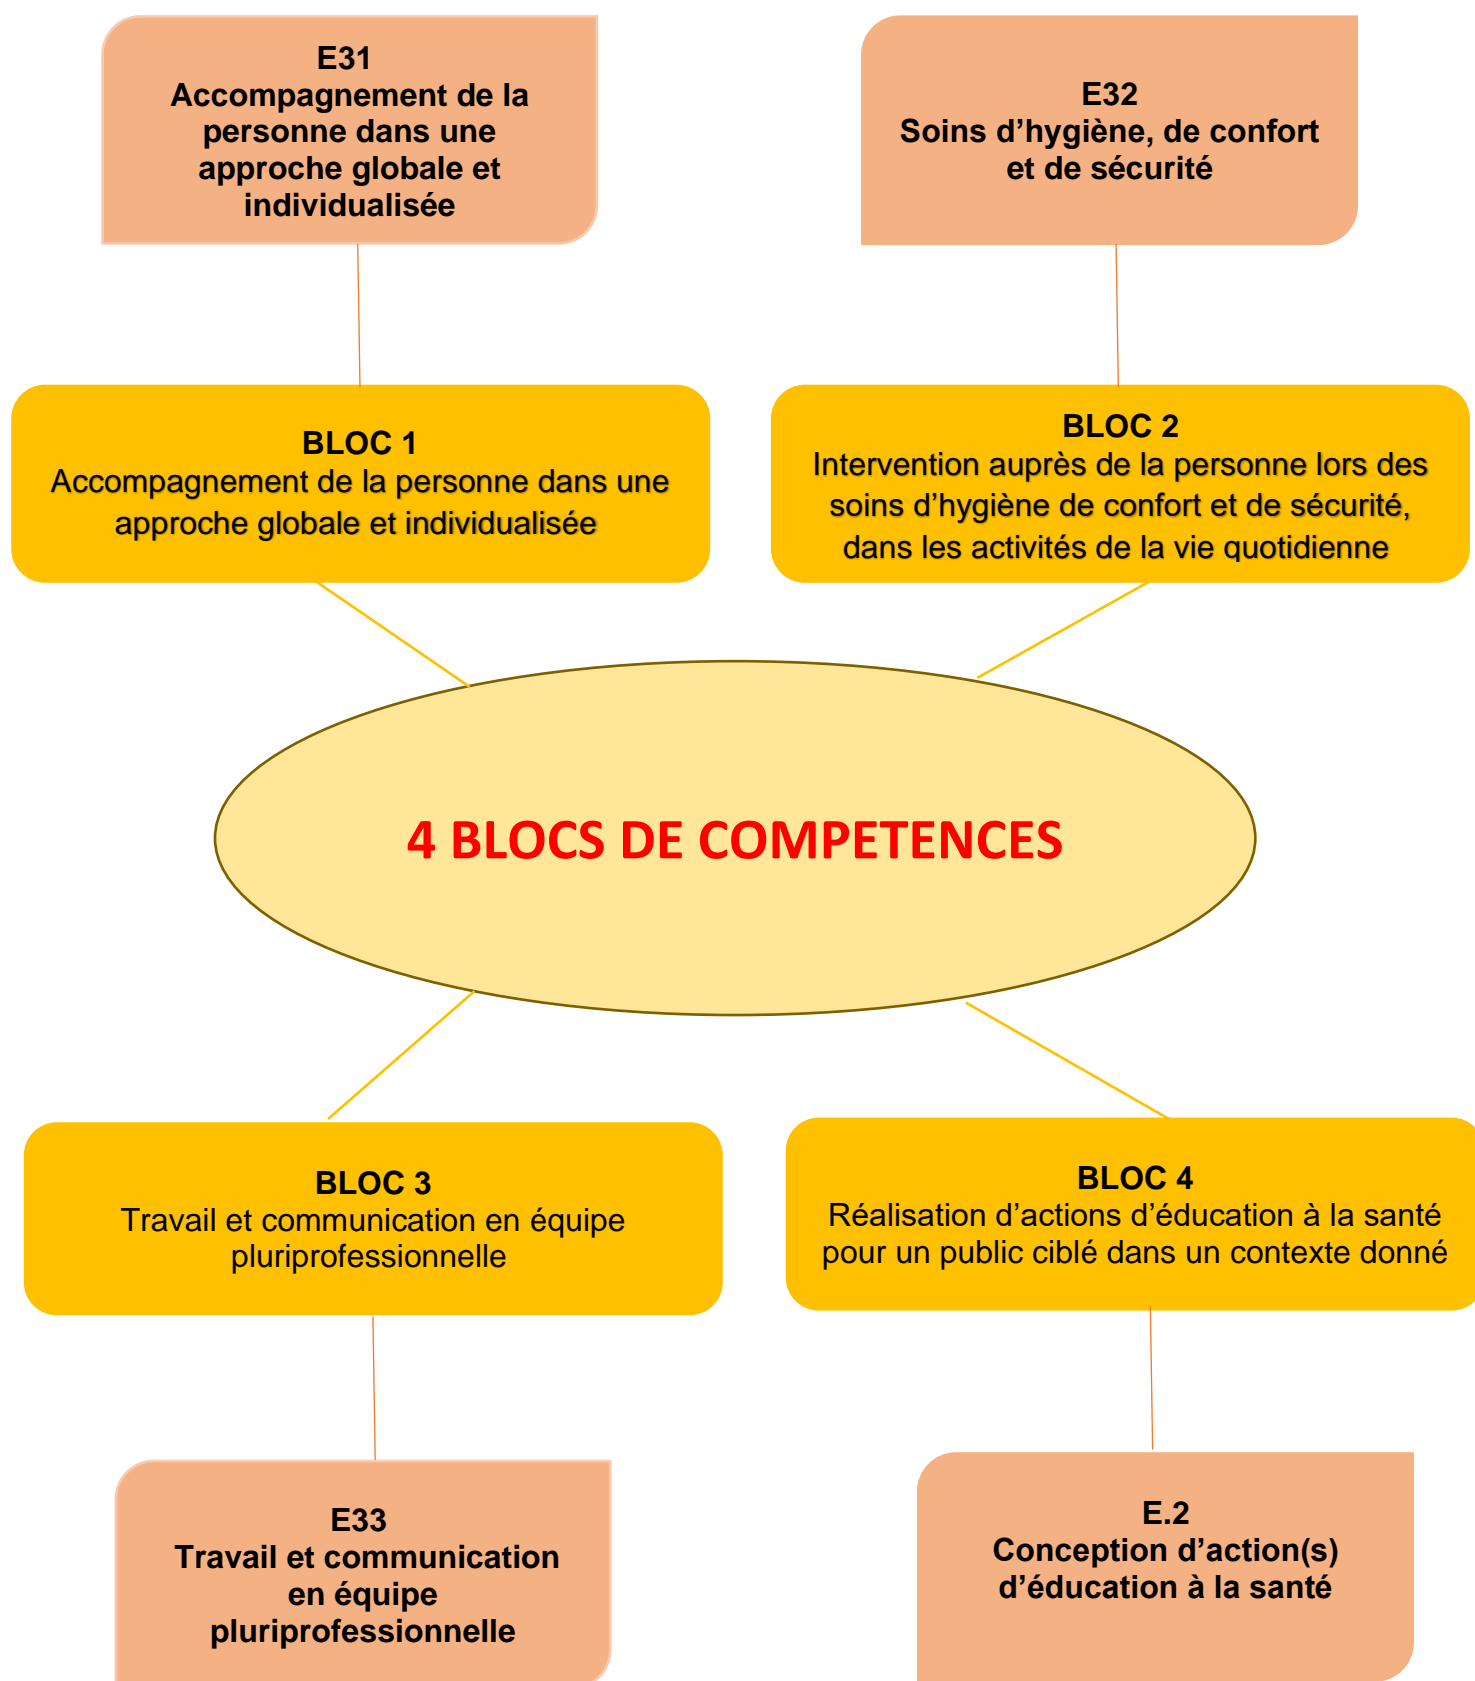 E31
Accompagnement de la
personne dans une
approche globale et
individualisée
E32
Soins d’hygiène, de confort
et de sécurité
BLOC 1
Accompagnement de la personne dans une
approche globale et individualisée
BLOC 2
Intervention auprès de la personne lors des
soins d’hygiène de confort et de sécurité,
dans les activités de la vie quotidienne
4 BLOCS DE COMPETENCES
BLOC 3
Travail et communication en équipe
pluriprofessionnelle
BLOC 4
Réalisation d’actions d’éducation à la santé
pour un public ciblé dans un contexte donné
E33
Travail et communication
en équipe
pluriprofessionnelle
E.2
Conception d’action(s)
d’éducation à la santé